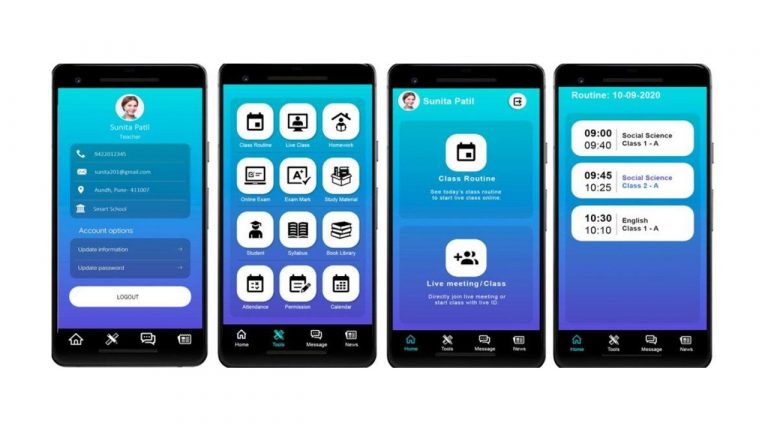 Sunita Patil
Teacher
9422012345
sunita201@gmail.com
Aundh, Pune- 411007
Smart School
Account options
Update information
Update password
LOGOUT
Class Routine
Live Class
Homework
Online Exam
Exam Mark
Study Material
Student
Syllabus
Book Library
Attendance
Permission
Calendar
Home
Tools
Message
News
Sunita Patil
Class Routine
See today's class routine
to start live class online.
Live meeting/Class
Directly join live meeting or
start class with live ID.
Home
Tools
Message
News
Routine: 10-09-2020
09:00
09:40
Social Science
Class 1 - A
09:45
10:25
Social Science
Class 2 - A
10:30
10:10
English
Class 1 - A
Home
Tools
Message
News